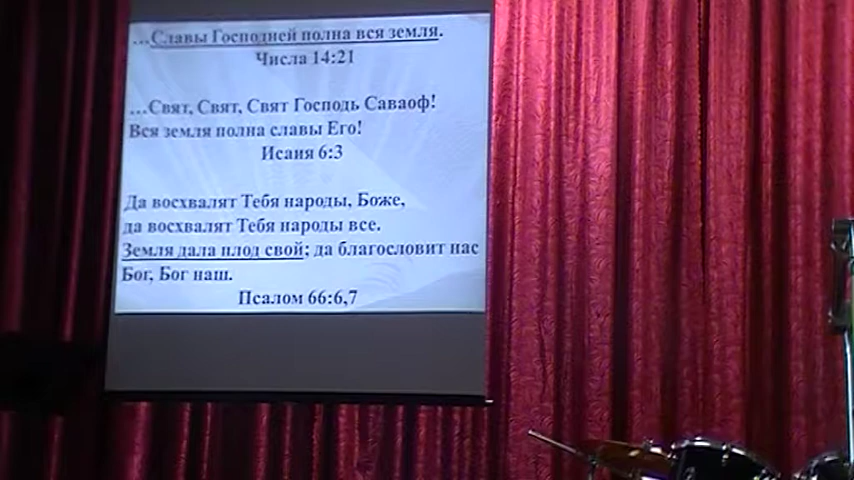 ...Славы Господней полна вся земля.
Числа 14:21
...Свят, Свят, Свят Господь Саваоф!
Вся земля полна славы Его!
Исаия 6:3
Да восхвалят Тебя народы, Боже,
да восхвалят Тебя народы все.
Земля дала плод свой; да благословит нас
Бог, Бог наш.
Псалом 66:6,7